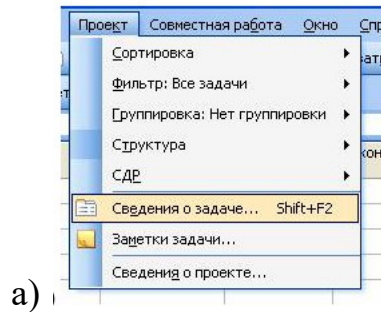 Проект Совместная работа Окно
Сортировка
Фильтр: Все задачи
Группировка: Нет группировки
Структура
СДР
Сведения о задаче... Shift+F2
Заметки задачи...
Сведения о проекте...
а)